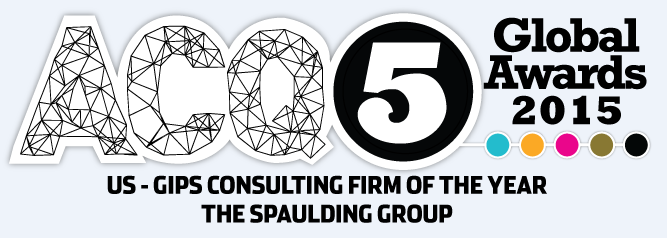 ACQ5
Global
Awards
2015
US - GIPS CONSULTING FIRM OF THE YEAR
THE SPAULDING GROUP